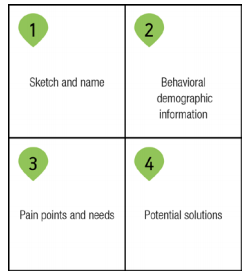 1
Sketch and name
2
Behavioral
demographic
information
3
Pain points and needs
4
Potential solutions